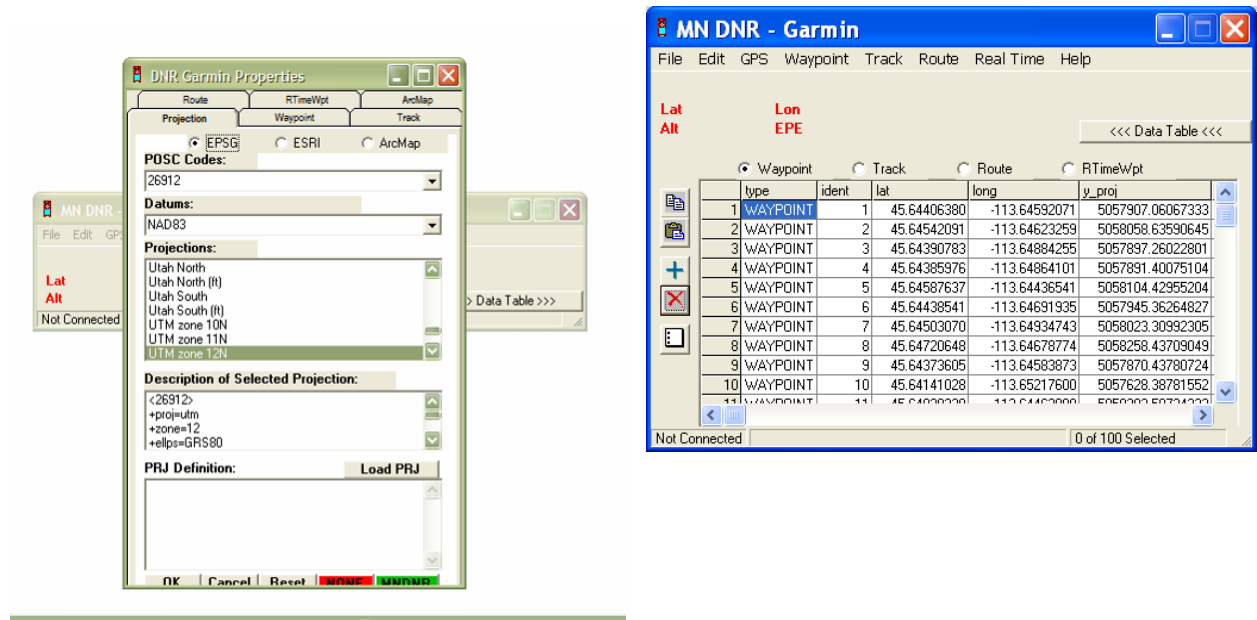 DNR Garmin Properties
Route RTimeWpt ArcMap
Projection Waypoint Track
EPSG ESRI ArcMap
POSC Codes:
26912
Datums:
NAD83
Projections:
Utah North
Utah North (ft)
Utah South
Utah South (ft)
UTM zone 10N
UTM zone 11N
UTM zone 12N
Description of Selected Projection:
<26912>
+proj=utm
+zone=12
+ellps=GRS80
PRJ Definition: Load PRJ
OK Cancel Reset NONE MNDNR
MN DNR -
File Edit GPS
Lat
Alt
> Data Table >>>
Not Connected
MN DNR - Garmin
File Edit GPS Waypoint Track Route Real Time Help
Lat Lon
Alt EPE
<<< Data Table <<<
Waypoint Track Route RTimeWpt
type ident lat long y_proj
1 WAYPOINT 1 45.64406380 -113.64592071 5057907.06067333
2 WAYPOINT 2 45.64542091 -113.64623259 5058058.63590645
3 WAYPOINT 3 45.64390783 -113.64884255 5057897.26022801
4 WAYPOINT 4 45.64385976 -113.64864101 5057891.40075104
5 WAYPOINT 5 45.64587637 -113.64436541 5058104.42955204
6 WAYPOINT 6 45.64438541 -113.64691935 5057945.36264827
7 WAYPOINT 7 45.64503070 -113.64934743 5058023.30992305
8 WAYPOINT 8 45.64720648 -113.64678774 5058258.43709049
9 WAYPOINT 9 45.64373605 -113.64583873 5057870.43780724
10 WAYPOINT 10 45.64141028 -113.65217600 5057628.38781552
11 WAYPOINT 11
Not Connected 0 of 100 Selected